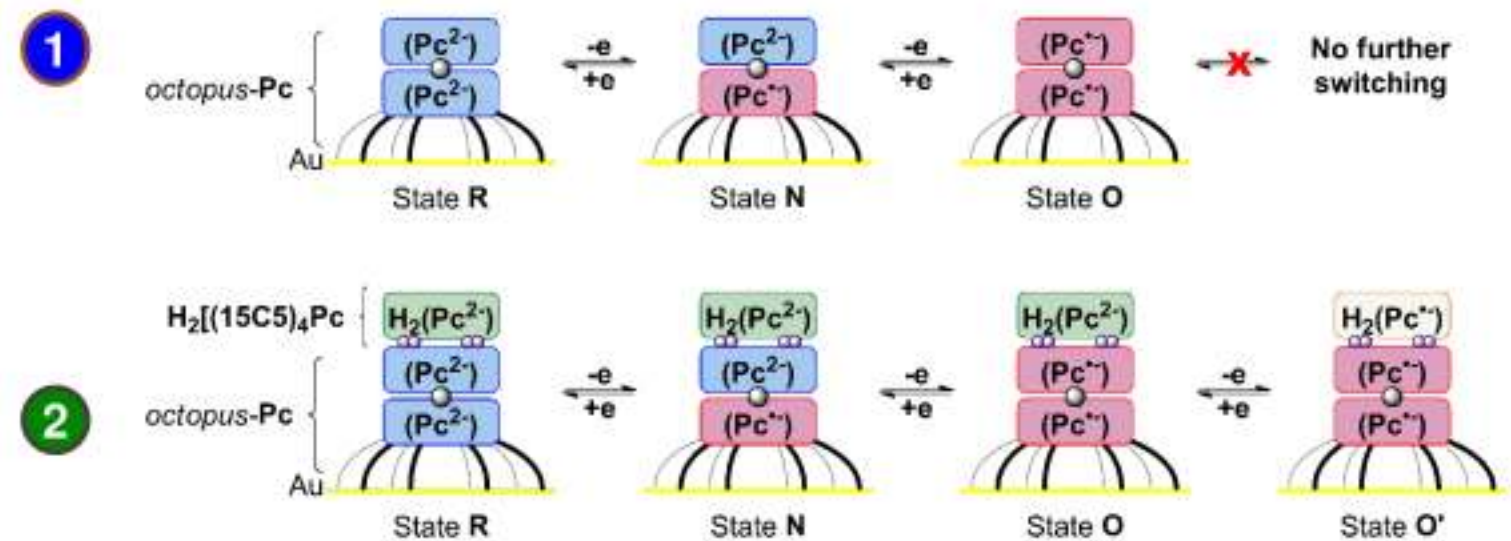 1
octopus-Pc
Au
(Pc²⁻)
(Pc²⁻)
State R
-e
+e
(Pc²⁻)
(Pc•⁻)
State N
-e
+e
(Pc•⁻)
(Pc•⁻)
State O
X
No further
switching
2
H₂[(15C5)₄Pc
octopus-Pc
Au
H₂(Pc²⁻)
(Pc²⁻)
(Pc²⁻)
State R
-e
+e
H₂(Pc²⁻)
(Pc²⁻)
(Pc•⁻)
State N
-e
+e
H₂(Pc²⁻)
(Pc•⁻)
(Pc•⁻)
State O
-e
+e
H₂(Pc•⁻)
(Pc•⁻)
(Pc•⁻)
State O'